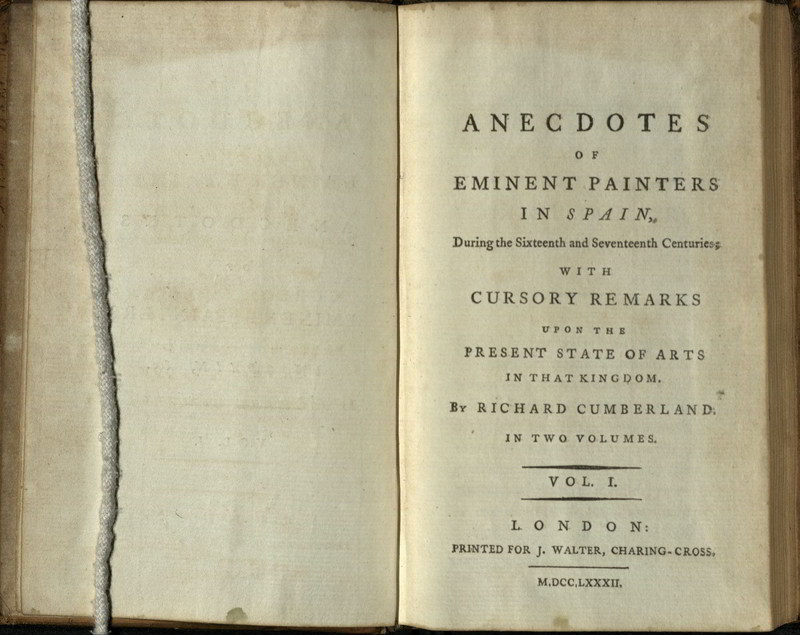 ANECDOTES
OF
EMINENT PAINTERS
IN SPAIN,
During the Sixteenth and Seventeenth Centuries;
WITH
CURSORY REMARKS
UPON THE
PRESENT STATE OF ARTS
IN THAT KINGDOM.
By RICHARD CUMBERLAND.
IN TWO VOLUMES.
VOL. I.
LONDON:
PRINTED FOR J. WALTER, CHARING-CROSS.
M.DCC.LXXXII.